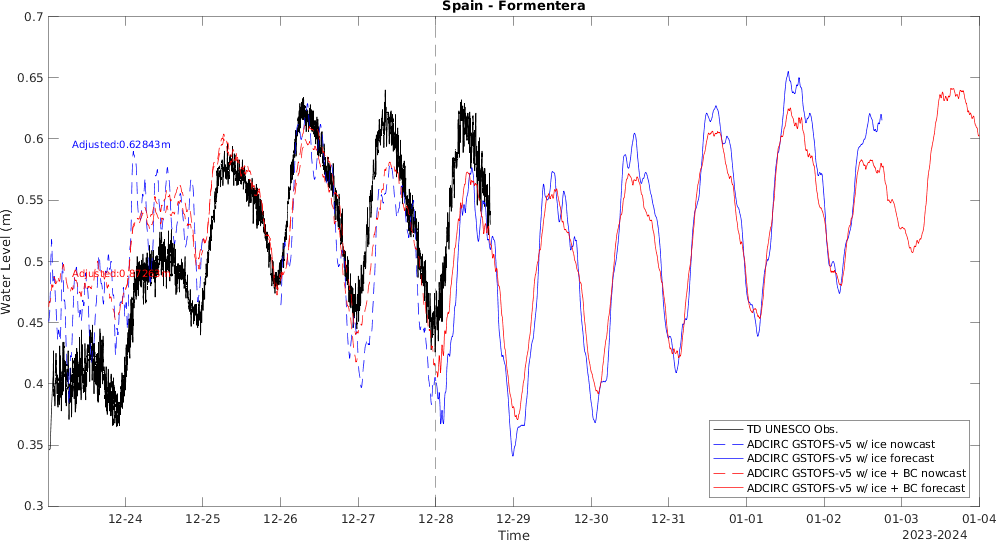 Spain - Formentera
Water Level (m)
0.7
0.65
0.6
0.55
0.5
0.45
0.4
0.35
0.3
Adjusted:0.62843m
TD UNESCO Obs.
ADCIRC GSTOFS-v5 w/ ice nowcast
ADCIRC GSTOFS-v5 w/ ice forecast
ADCIRC GSTOFS-v5 w/ ice + BC nowcast
ADCIRC GSTOFS-v5 w/ ice + BC forecast
12-24 12-25 12-26 12-27 12-28 12-29 12-30 12-31 01-01 01-02 01-03 01-04
Time
2023-2024